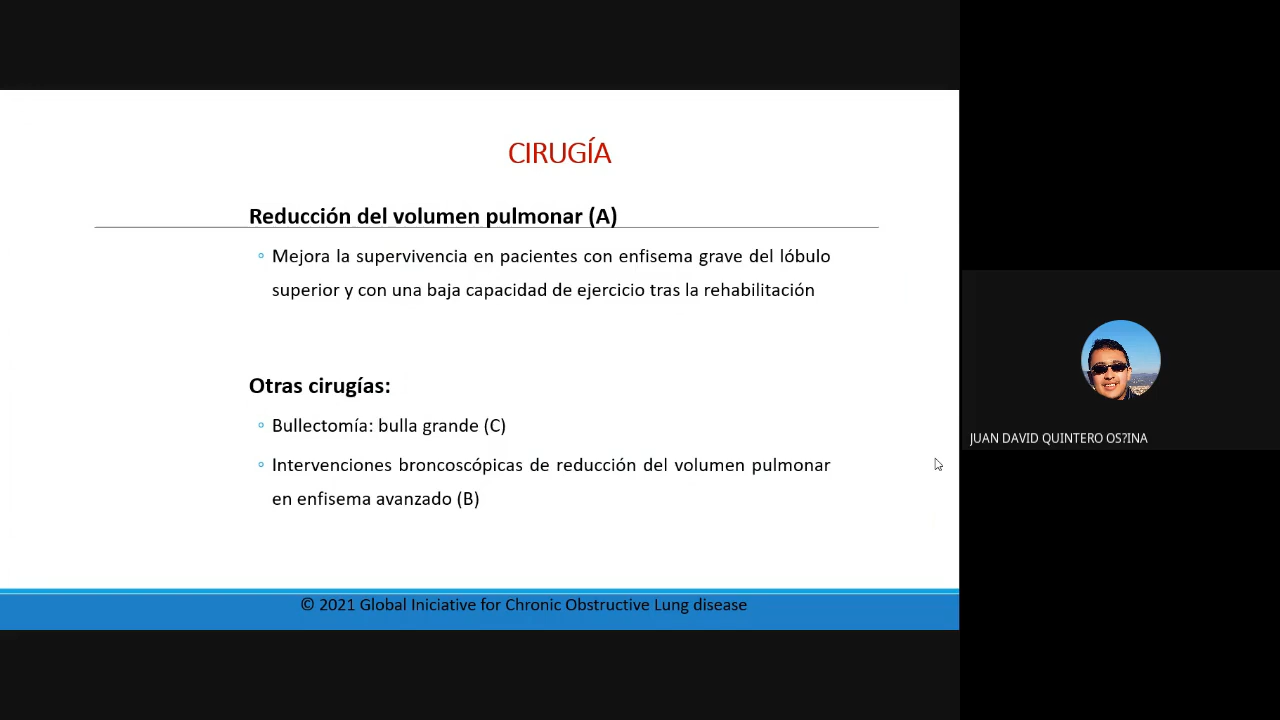 CIRUGÍA
Reducción del volumen pulmonar (A)
Mejora la supervivencia en pacientes con enfisema grave del lóbulo
superior y con una baja capacidad de ejercicio tras la rehabilitación
Otras cirugías:
Bullectomía: bulla grande (C)
Intervenciones broncoscópicas de reducción del volumen pulmonar
en enfisema avanzado (B)
© 2021 Global Iniciative for Chronic Obstructive Lung disease
JUAN DAVID QUINTERO OS?INA